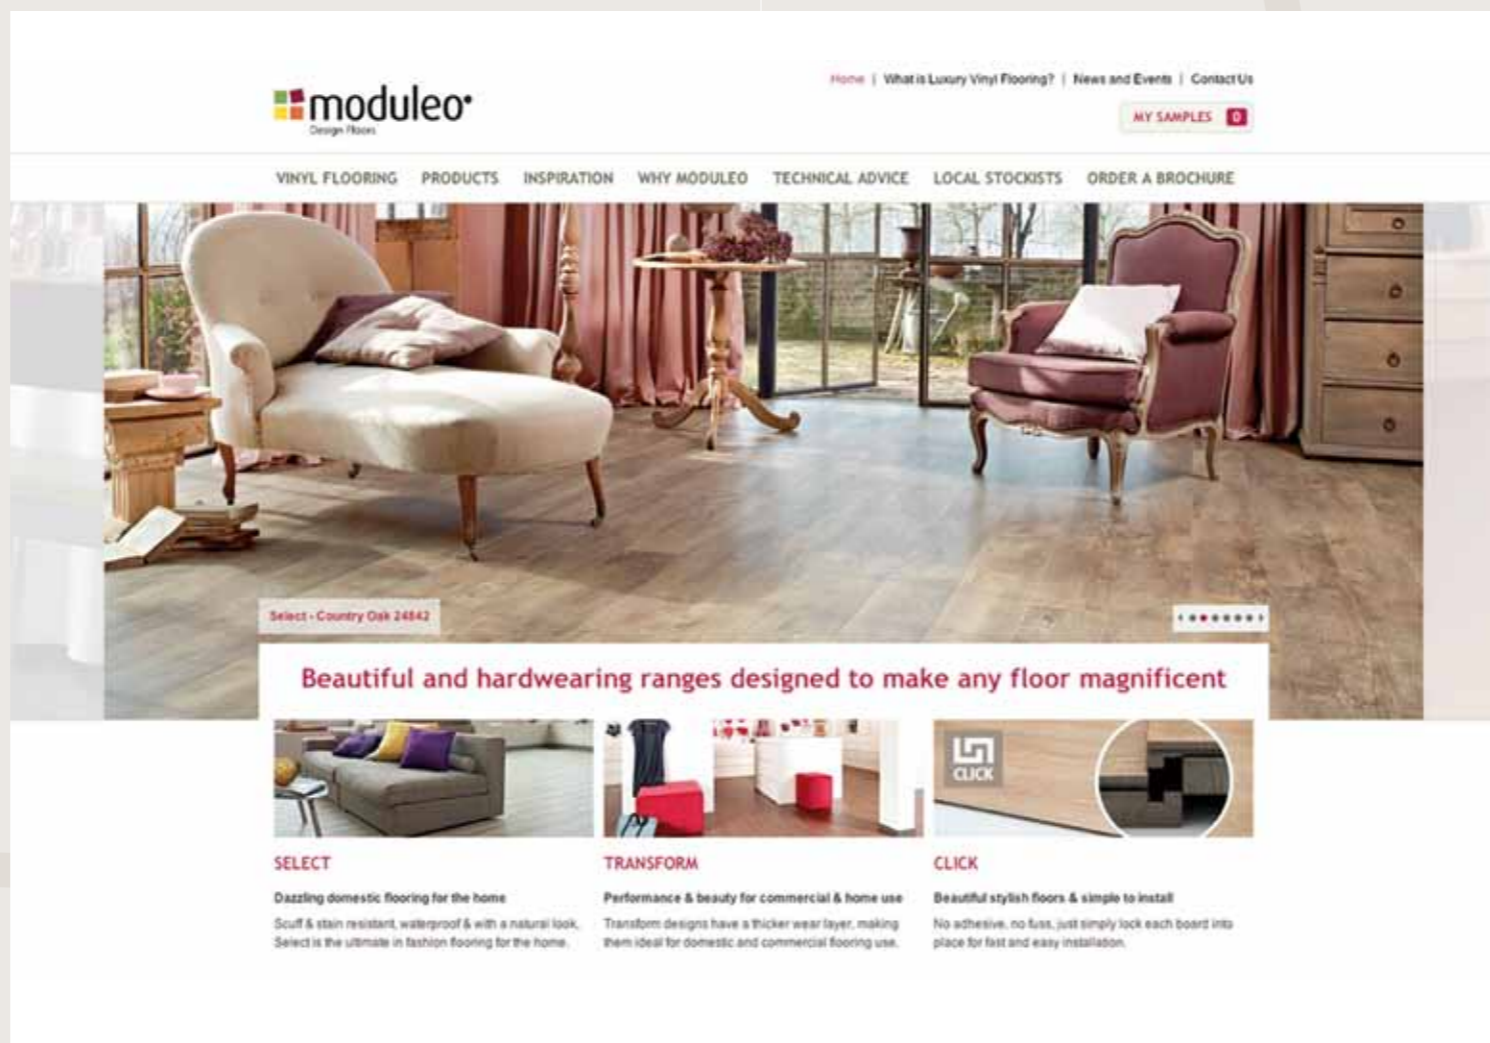 moduleo
Design Floors
Home | What is Luxury Vinyl Flooring? | News and Events | Contact Us
MY SAMPLES 0
VINYL FLOORING PRODUCTS INSPIRATION WHY MODULEO TECHNICAL ADVICE LOCAL STOCKISTS ORDER A BROCHURE
Select - Country Oak 24842
Beautiful and hardwearing ranges designed to make any floor magnificent
CLICK
SELECT
Dazzling domestic flooring for the home
Scuff & stain resistant, waterproof & with a natural look,
Select is the ultimate in fashion flooring for the home.
TRANSFORM
Performance & beauty for commercial & home use
Transform designs have a thicker wear layer, making
them ideal for domestic and commercial flooring use.
CLICK
Beautiful stylish floors & simple to install
No adhesive, no fuss, just simply lock each board into
place for fast and easy installation.